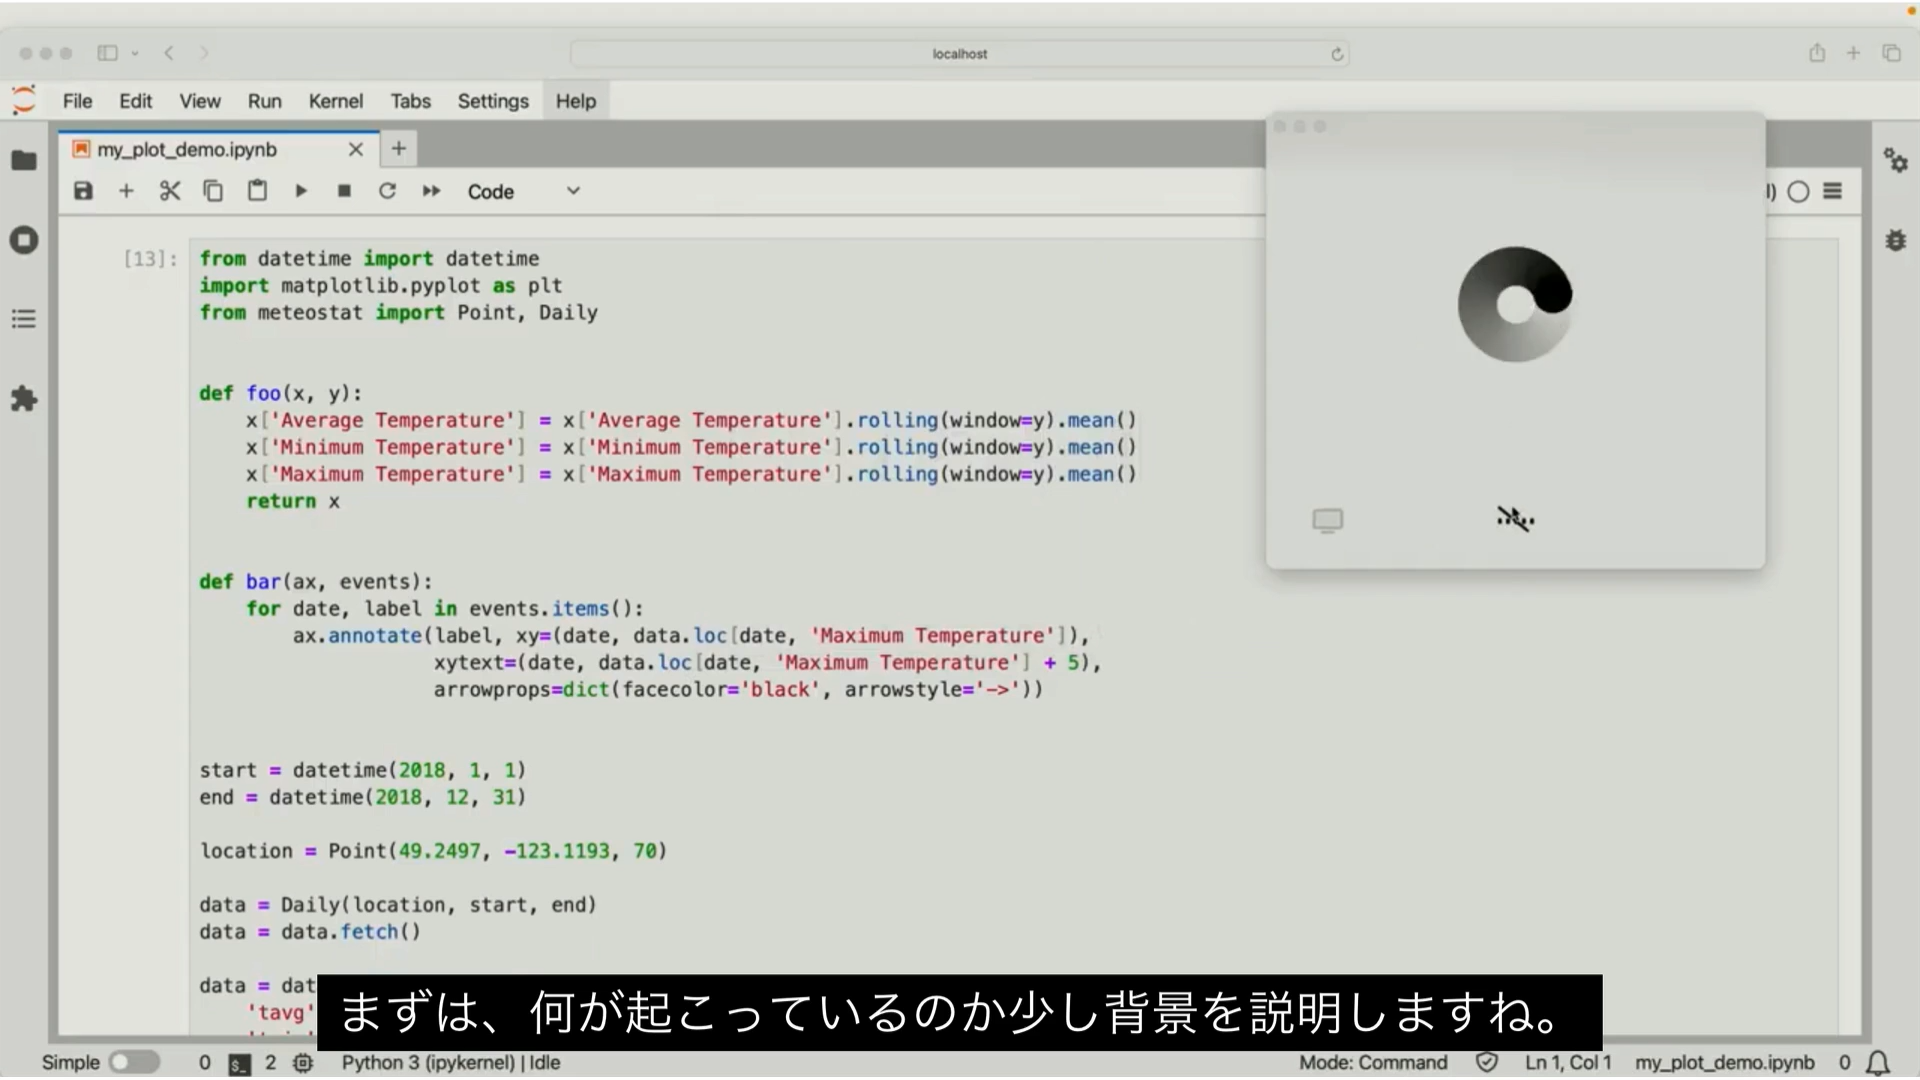 localhost
File Edit View Run Kernel Tabs Settings Help
my_plot_demo.ipynb
Code
[13]:
from datetime import datetime
import matplotlib.pyplot as plt
from meteostat import Point, Daily
def foo(x, y):
x['Average Temperature'] = x['Average Temperature'].rolling(window=y).mean()
x['Minimum Temperature'] = x['Minimum Temperature'].rolling(window=y).mean()
x['Maximum Temperature'] = x['Maximum Temperature'].rolling(window=y).mean()
return x
def bar(ax, events):
for date, label in events.items():
ax.annotate(label, xy=(date, data.loc[date, 'Maximum Temperature']),
xytext=(date, data.loc[date, 'Maximum Temperature'] + 5),
arrowprops=dict(facecolor='black', arrowstyle='->'))
start = datetime(2018, 1, 1)
end = datetime(2018, 12, 31)
location = Point(49.2497, -123.1193, 70)
data = Daily(location, start, end)
data = data.fetch()
data = dat
'tavg'
まずは、何が起こっているのか少し背景を説明しますね。
Simple 0 2 Python 3 (ipykernel) | Idle Mode: Command Ln 1, Col 1 my_plot_demo.ipynb 0